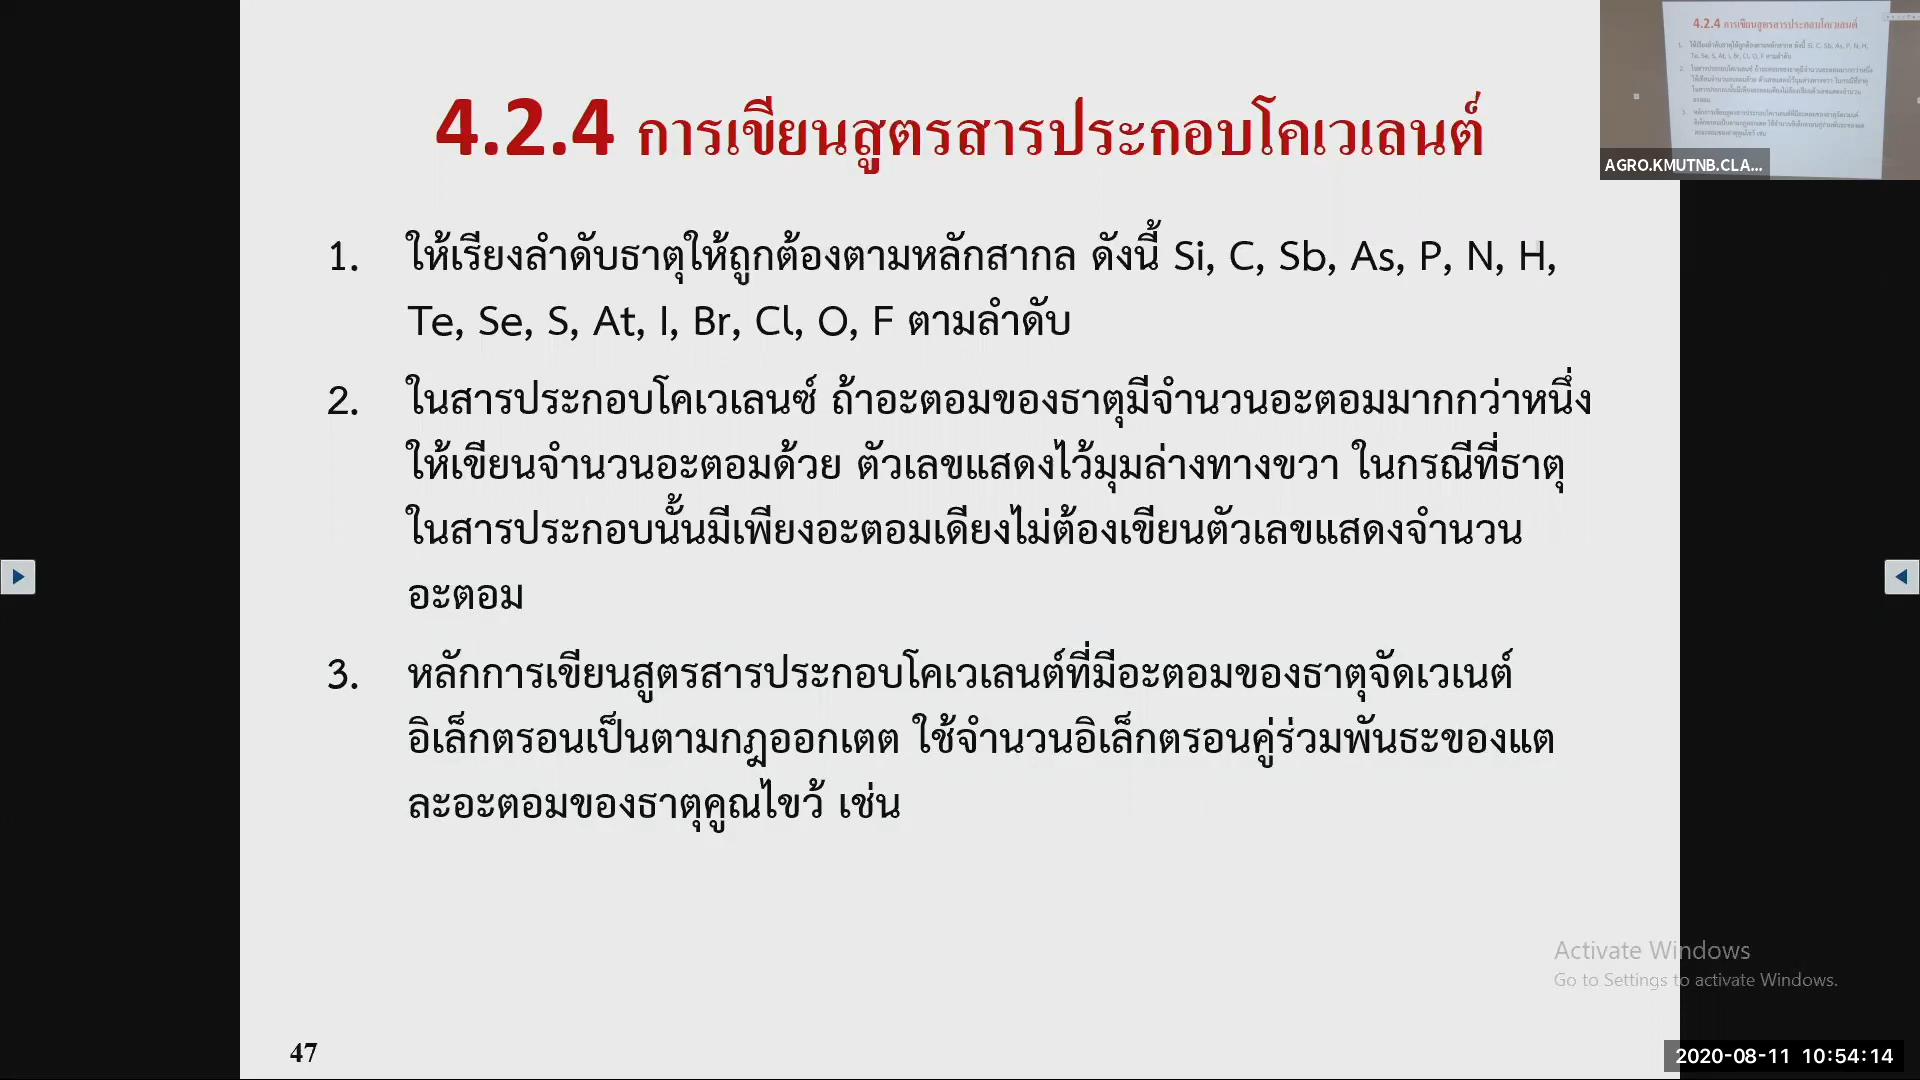 4.2.4 การเขียนสูตรสารประกอบโคเวเลนต์
1. ให้เรียงลำดับธาตุให้ถูกต้องตามหลักสากล ดังนี้ Si, C, Sb, As, P, N, H,
Te, Se, S, At, I, Br, Cl, O, F ตามลำดับ
2. ในสารประกอบโคเวเลนซ์ ถ้าอะตอมของธาตุมีจำนวนอะตอมมากกว่าหนึ่ง
ให้เขียนจำนวนอะตอมด้วย ตัวเลขแสดงไว้มุมล่างทางขวา ในกรณีที่ธาตุ
ในสารประกอบนั้นมีเพียงอะตอมเดียงไม่ต้องเขียนตัวเลขแสดงจำนวน
อะตอม
3. หลักการเขียนสูตรสารประกอบโคเวเลนต์ที่มีอะตอมของธาตุจัดเวเนต์
อิเล็กตรอนเป็นตามกฎออกเตต ใช้จำนวนอิเล็กตรอนคู่ร่วมพันธะของแต
ละอะตอมของธาตุคูณไขว้ เช่น
47
AGRO.KMUTNB.CLA...
Activate Windows
Go to Settings to activate Windows.
2020-08-11 10:54:14